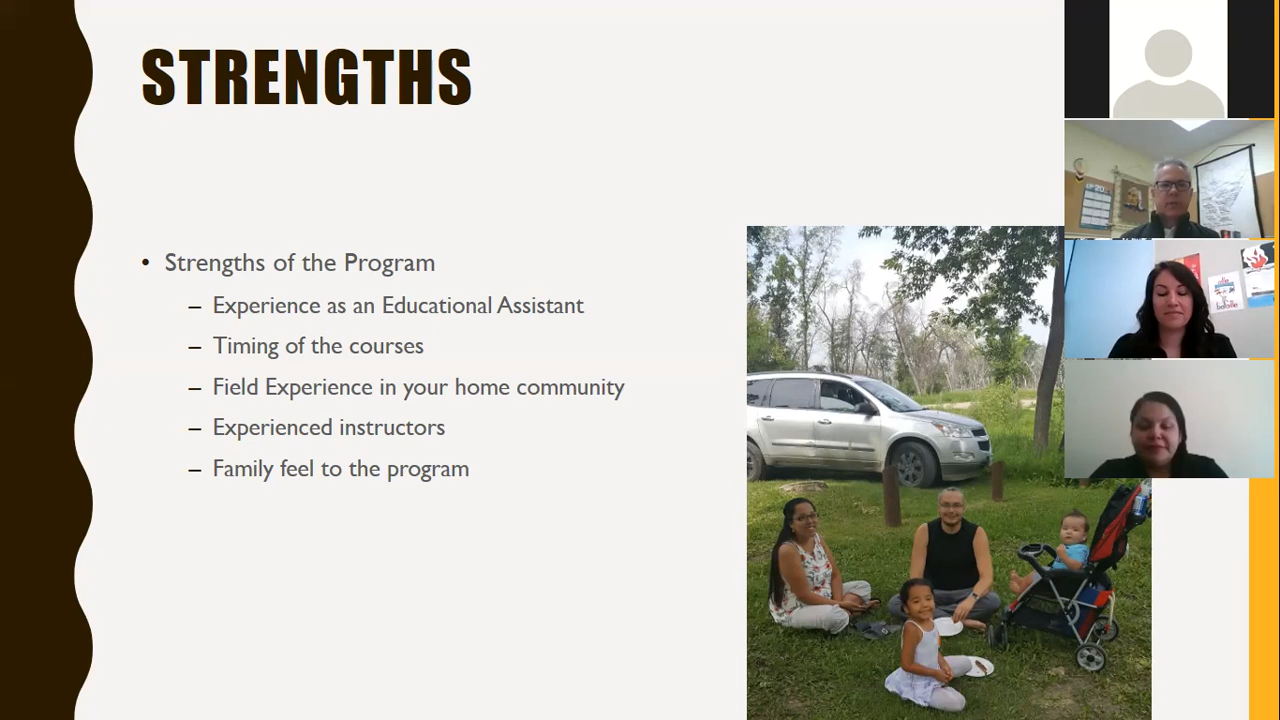 STRENGTHS
• Strengths of the Program
– Experience as an Educational Assistant
– Timing of the courses
– Field Experience in your home community
– Experienced instructors
– Family feel to the program